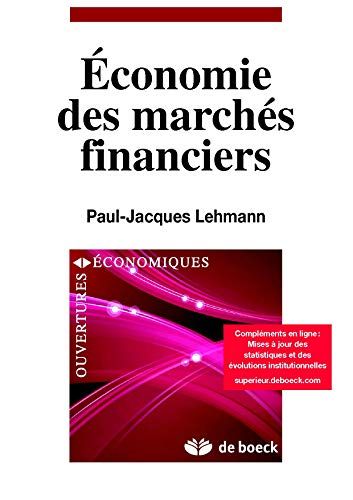 Économie
des marchés
financiers
Paul-Jacques Lehmann
OUVERTURES
ÉCONOMIQUES
Compléments en ligne :
Mises à jour des
statistiques et des
évolutions institutionnelles
superieur.deboeck.com
de boeck